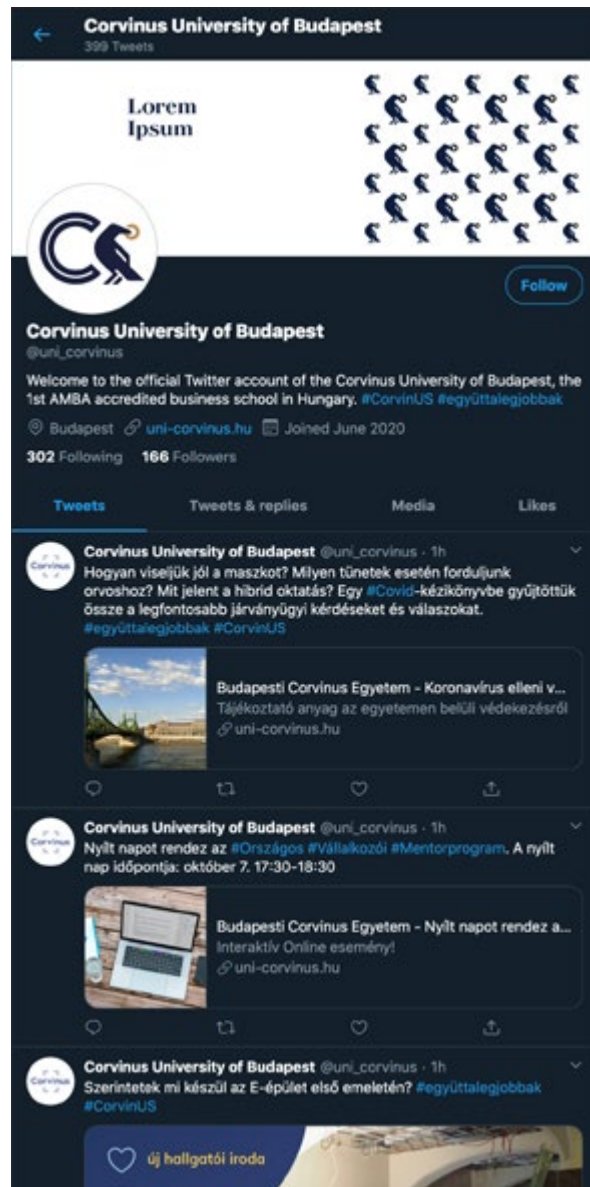 Corvinus University of Budapest
399 Tweets
Lorem
Ipsum
Follow
Corvinus University of Budapest
@uni_corvinus
Welcome to the official Twitter account of the Corvinus University of Budapest, the
1st AMBA accredited business school in Hungary. #CorvinUS #együttalegjobbak
Budapest uni-corvinus.hu Joined June 2020
302 Following 166 Followers
Tweets Tweets & replies Media Likes
Corvinus
Corvinus University of Budapest @uni_corvinus · 1h
Hogyan viseljük jól a maszkot? Milyen tünetek esetén forduljunk
orvoshoz? Mit jelent a hibrid oktatás? Egy #Covid-kézikönyvbe gyűjtöttük
össze a legfontosabb járványügyi kérdéseket és válaszokat.
#együttalegjobbak #CorvinUS
Budapesti Corvinus Egyetem - Koronavírus elleni v...
Tájékoztató anyag az egyetemen belüli védekezésről
uni-corvinus.hu
Corvinus
Corvinus University of Budapest @uni_corvinus · 1h
Nyílt napot rendez az #Országos #Vállalkozói #Mentorprogram. A nyílt
nap időpontja: október 7. 17:30-18:30
Budapesti Corvinus Egyetem - Nyílt napot rendez a...
Interaktív Online esemény!
uni-corvinus.hu
Corvinus
Corvinus University of Budapest @uni_corvinus · 1h
Szerintetek mi készül az E-épület első emeletén? #együttalegjobbak
#CorvinUS
új hallgatói iroda